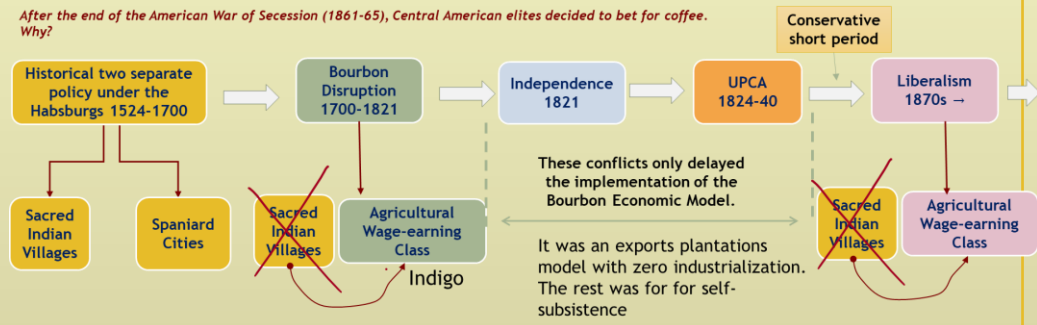 After the end of the American War of Secession (1861-65), Central American elites decided to bet for coffee.
Why?
Conservative
short period
Historical two separate
policy under the
Habsburgs 1524-1700
Bourbon
Disruption
1700-1821
Independence
1821
UPCA
1824-40
Liberalism
1870s →
Sacred
Indian
Villages
Spaniard
Cities
Sacred
Indian
Villages
Agricultural
Wage-earning
Class
Indigo
These conflicts only delayed
the implementation of the
Bourbon Economic Model.
It was an exports plantations
model with zero industrialization.
The rest was for for self-
subsistence
Sacred
Indian
Villages
Agricultural
Wage-earning
Class